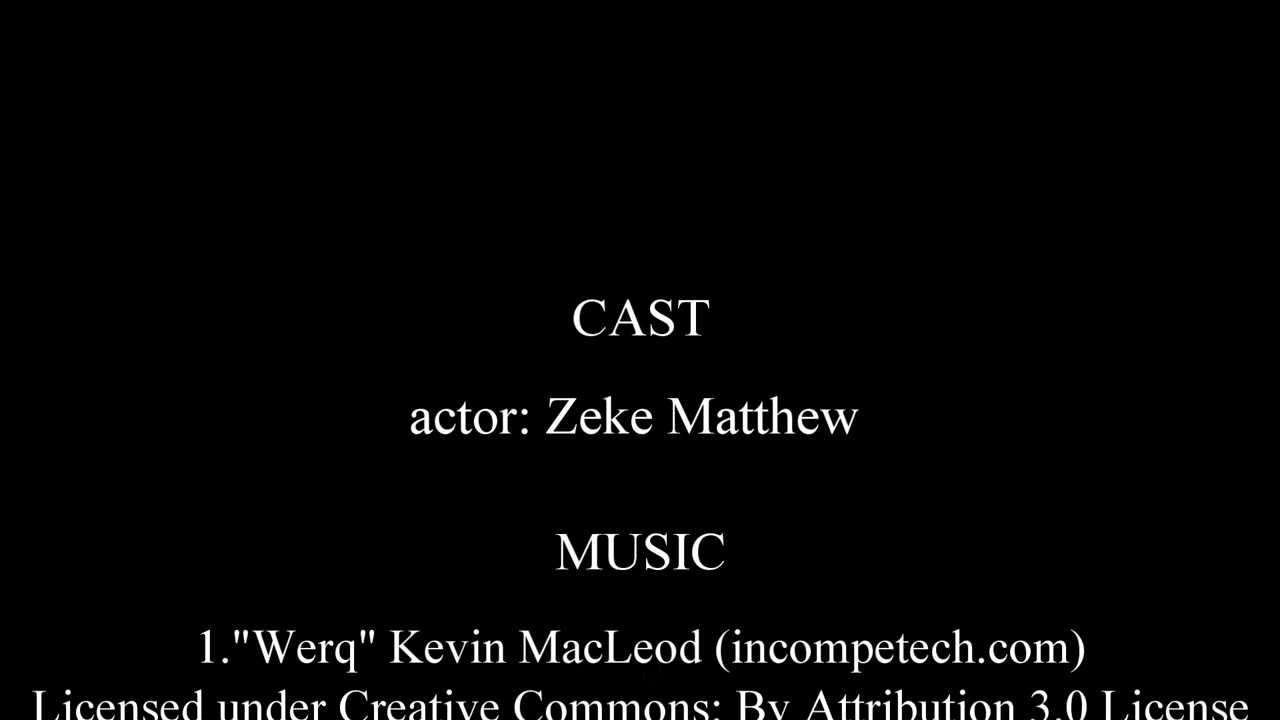 CAST
actor: Zeke Matthew
MUSIC
1."Werq" Kevin MacLeod (incompetech.com)
Licensed under Creative Commons: By Attribution 3.0 License